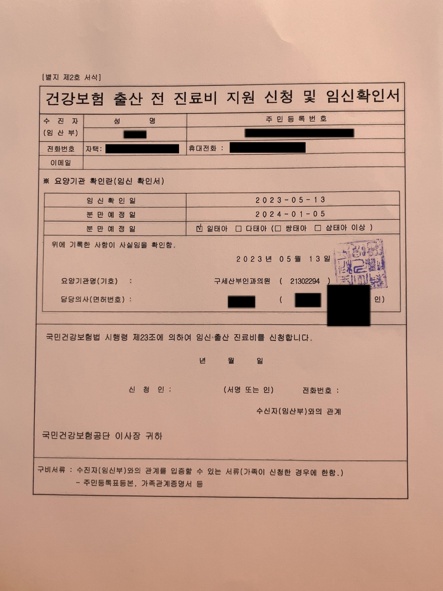 [별지 제2호 서식]
건강보험 출산 전 진료비 지원 신청 및 임신확인서
수 진 자 (임 산 부) 성 명 주 민 등 록 번 호
전화번호 자택: 휴대전화 :
이메일
※ 요양기관 확인란(임신 확인서)
임 신 확 인 일 2023-05-13
분 만 예 정 일 2024-01-05
분 만 예 정 일 ☑ 일태아 □ 다태아 (□ 쌍태아 □ 삼태아 이상 )
위에 기록한 사항이 사실임을 확인함.
2023년 05월 13일
요양기관명(기호) : 구세산부인과의원 ( 21302294 )
담당의사(면허번호) : ( 인)
국민건강보험법 시행령 제23조에 의하여 임신·출산 진료비를 신청합니다.
년 월 일
신 청 인 : (서명 또는 인) 전화번호 :
수신자(임산부)와의 관계
국민건강보험공단 이사장 귀하
구비서류 : 수진자(임산부)와의 관계를 입증할 수 있는 서류(가족이 신청한 경우에 한함.)
- 주민등록표등본, 가족관계증명서 등